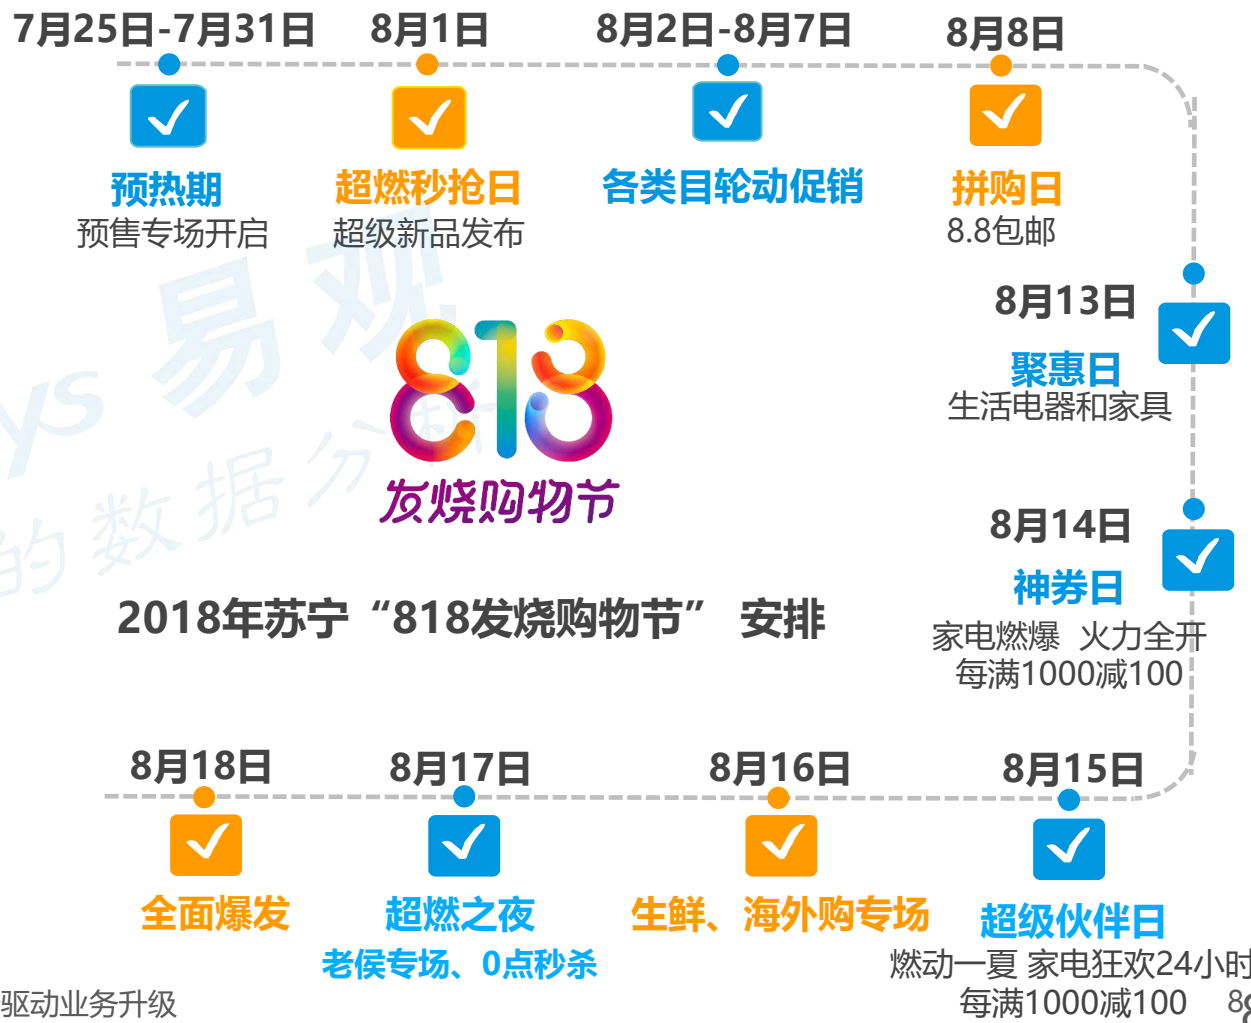 7月25日-7月31日
8月1日
8月2日-8月7日
8月8日
预热期
预售专场开启
超燃秒抢日
超级新品发布
各类目轮动促销
拼购日
8.8包邮
8月13日
聚惠日
生活电器和家具
818
发烧购物节
8月14日
神券日
家电燃爆 火力全开
每满1000减100
2018年苏宁“818发烧购物节” 安排
8月18日
8月17日
8月16日
8月15日
全面爆发
超燃之夜
老侯专场、0点秒杀
生鲜、海外购专场
超级伙伴日
燃动一夏 家电狂欢24小时
每满1000减100
驱动业务升级
8
ys 易观
的数据分析